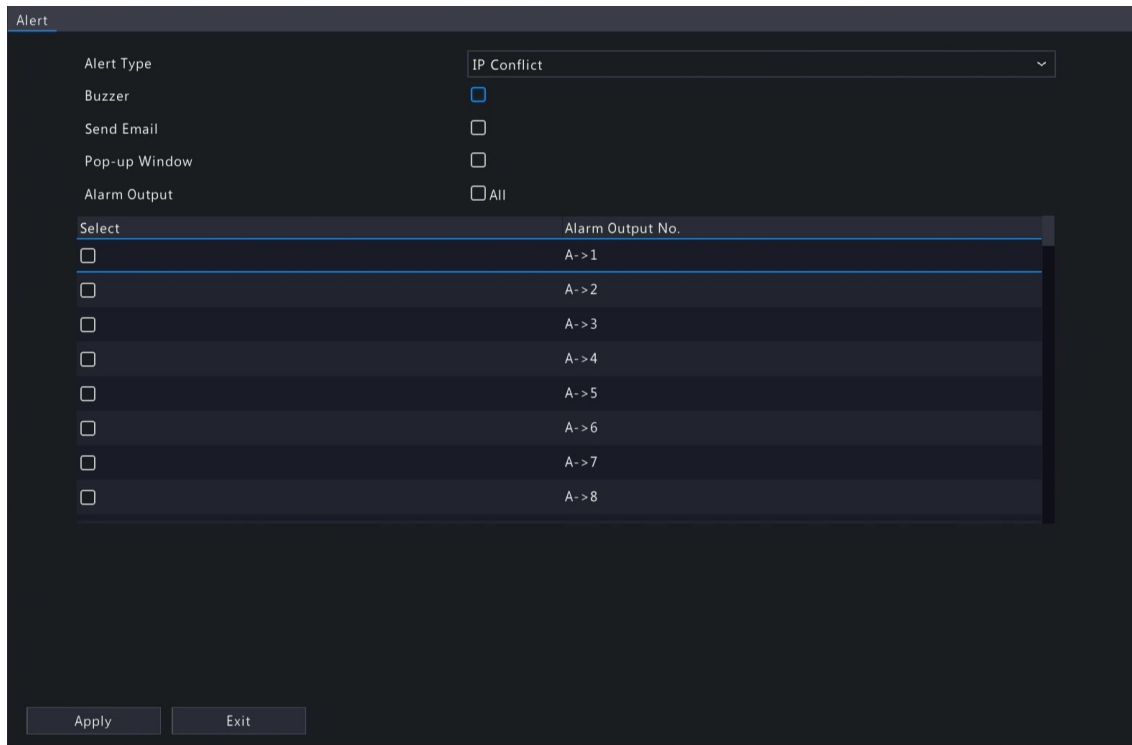 Alert
Alert Type IP Conflict
Buzzer
Send Email
Pop-up Window
Alarm Output All
Select Alarm Output No.
A->1
A->2
A->3
A->4
A->5
A->6
A->7
A->8
Apply Exit